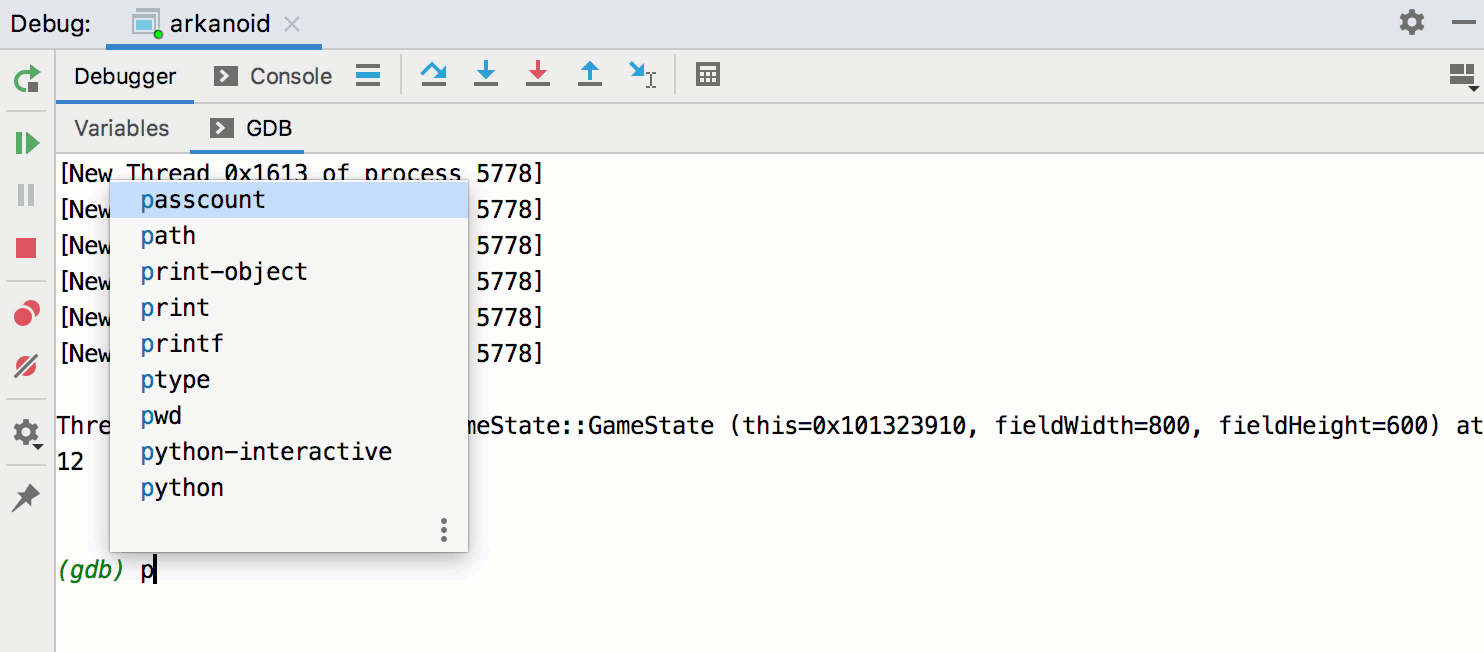 Debug: arkanoid
Debugger Console
Variables GDB
[New Thread 0x1613 of process 5778]
[New 5778]
[New 5778]
[New 5778]
[New 5778]
[New 5778]
passcount
path
print-object
print
printf
ptype
pwd
python-interactive
python
Thre meState::GameState (this=0x101323910, fieldWidth=800, fieldHeight=600) at
12
(gdb) p